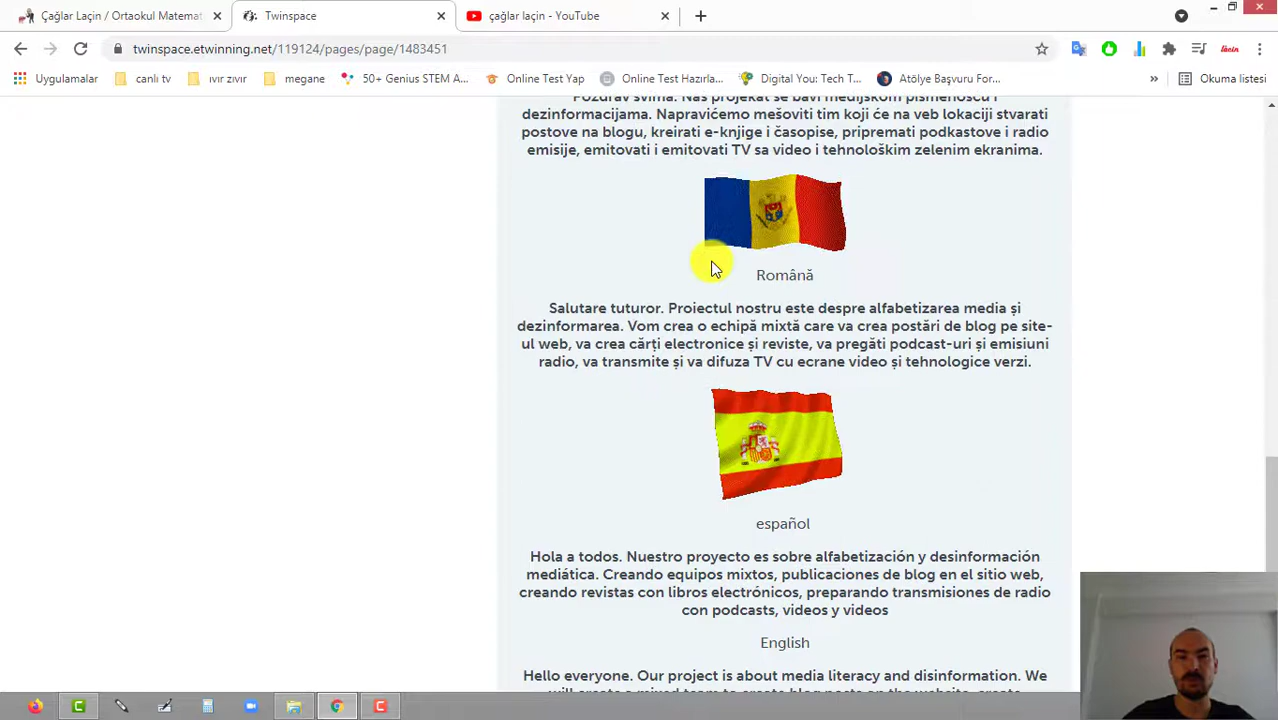 Çağlar Laçin / Ortaokul Matemat
Twinspace
çağlar laçin - YouTube
twinspace.etwinning.net/119124/pages/page/1483451
Uygulamalar
canlı tv
ıvır zıvır
megane
50+ Genius STEM A...
Online Test Yap
Online Test Hazırla...
Digital You: Tech T...
Atölye Başvuru For...
»
Okuma listesi
dezinformacijama. Napravićemo mešoviti tim koji će na veb lokaciji stvarati
postove na blogu, kreirati e-knjige i časopise, pripremati podkastove i radio
emisije, emitovati i emitovati TV sa video i tehnološkim zelenim ekranima.
Română
Salutare tuturor. Proiectul nostru este despre alfabetizarea media și
dezinformarea. Vom crea o echipă mixtă care va crea postări de blog pe site-
ul web, va crea cărți electronice și reviste, va pregăti podcast-uri și emisiuni
radio, va transmite și va difuza TV cu ecrane video și tehnologice verzi.
español
Hola a todos. Nuestro proyecto es sobre alfabetización y desinformación
mediática. Creando equipos mixtos, publicaciones de blog en el sitio web,
creando revistas con libros electrónicos, preparando transmisiones de radio
con podcasts, videos y videos
English
Hello everyone. Our project is about media literacy and disinformation. We